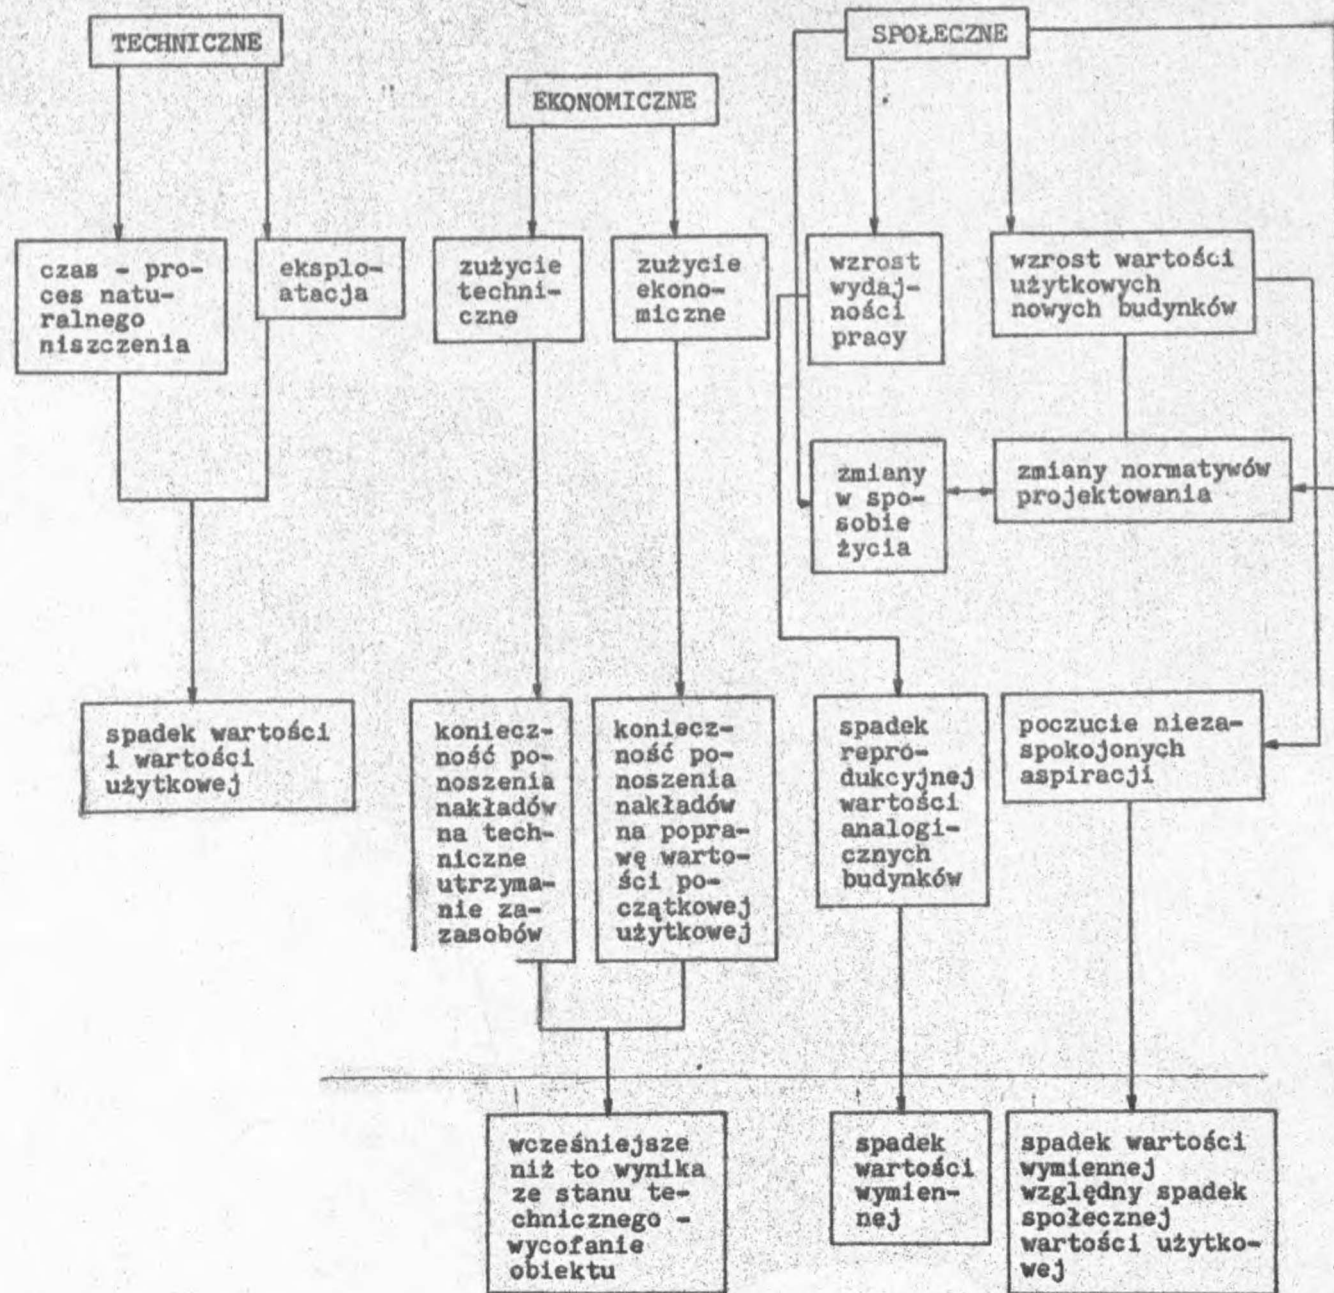 TECHNICZNE
SPOŁECZNE
EKONOMICZNE
czas - pro-
ces natu-
ralnego
niszczenia
eksplo-
atacja
zużycie
techni-
czne
zużycie
ekono-
miczne
wzrost
wydaj-
ności
pracy
wzrost wartości
użytkowych
nowych budynków
zmiany
w spo-
sobie
życia
zmiany normatywów
projektowania
spadek wartości
i wartości
użytkowej
koniecz-
ność po-
noszenia
nakładów
na tech-
niczne
utrzyma-
nie za-
zasobów
koniecz-
ność po-
noszenia
nakładów
na popra-
wę warto-
ści po-
czątkowej
użytkowej
spadek
repro-
dukcyjnej
wartości
analogi-
cznych
budynków
poczucie nieza-
spokojonych
aspiracji
wcześniejsze
niż to wynika
ze stanu te-
chnicznego -
wycofanie
obiektu
spadek
wartości
wymien-
nej
spadek wartości
wymiennej
względny spadek
społecznej
wartości użytko-
wej